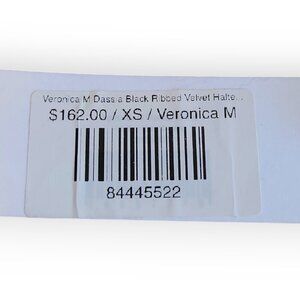 Veronica M Dassia Black Ribbed Velvet Halte...
$162.00 / XS / Veronica M
84445522